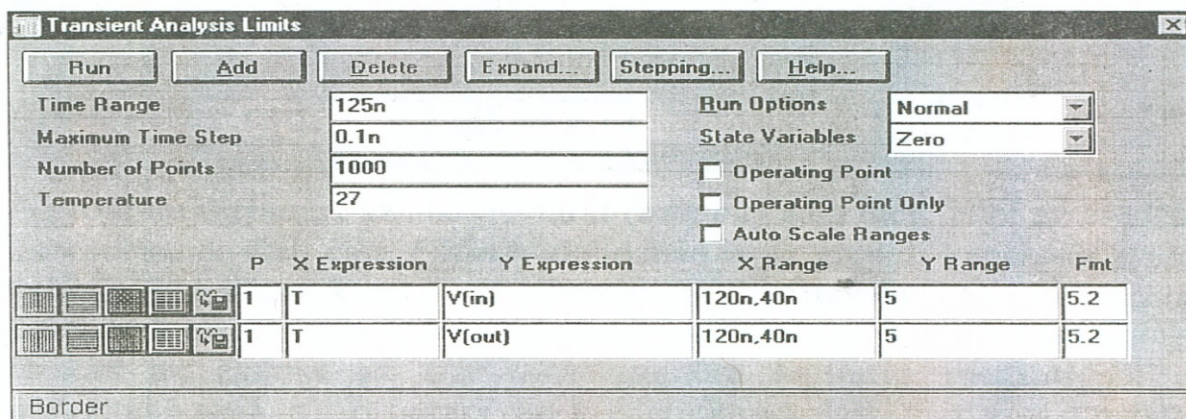 Transient Analysis Limits
Run Add Delete Expand... Stepping... Help...
Time Range 125n Run Options Normal
Maximum Time Step 0.1n State Variables Zero
Number of Points 1000 Operating Point
Temperature 27 Operating Point Only
Auto Scale Ranges
P X Expression Y Expression X Range Y Range Fmt
1 T V(in) 120n,40n 5 5.2
1 T V(out) 120n,40n 5 5.2
Border